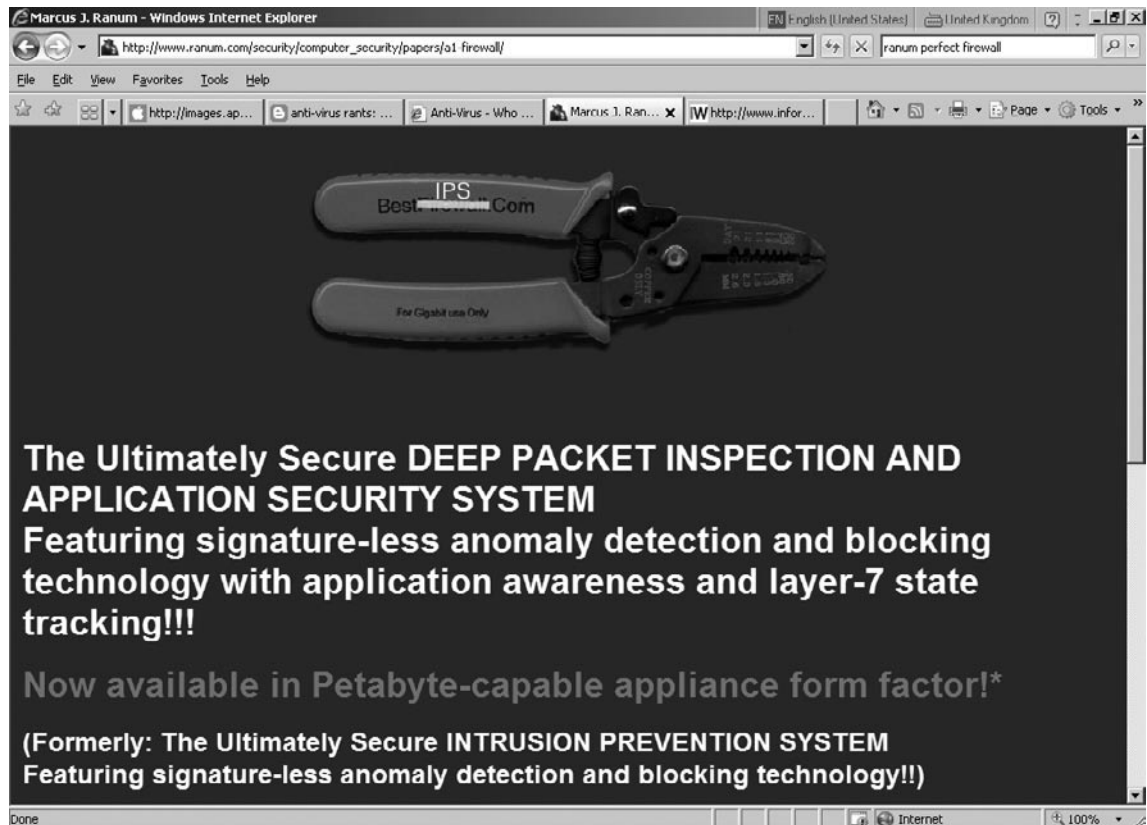 Marcus J. Ranum - Windows Internet Explorer
EN English (United States) United Kingdom
http://www.ranum.com/security/computer_security/papers/a1-firewall/
ranum perfect firewall
File Edit View Favorites Tools Help
http://images.ap...
anti-virus rants: ...
Anti-Virus - Who ...
Marcus J. Ran...
http://www.infor...
Page
Tools
IPS
BestFirewall.Com
For Gigabit use Only
COPPER ONLY
The Ultimately Secure DEEP PACKET INSPECTION AND
APPLICATION SECURITY SYSTEM
Featuring signature-less anomaly detection and blocking
technology with application awareness and layer-7 state
tracking!!!
Now available in Petabyte-capable appliance form factor!*
(Formerly: The Ultimately Secure INTRUSION PREVENTION SYSTEM
Featuring signature-less anomaly detection and blocking technology!!)
Done
Internet
100%